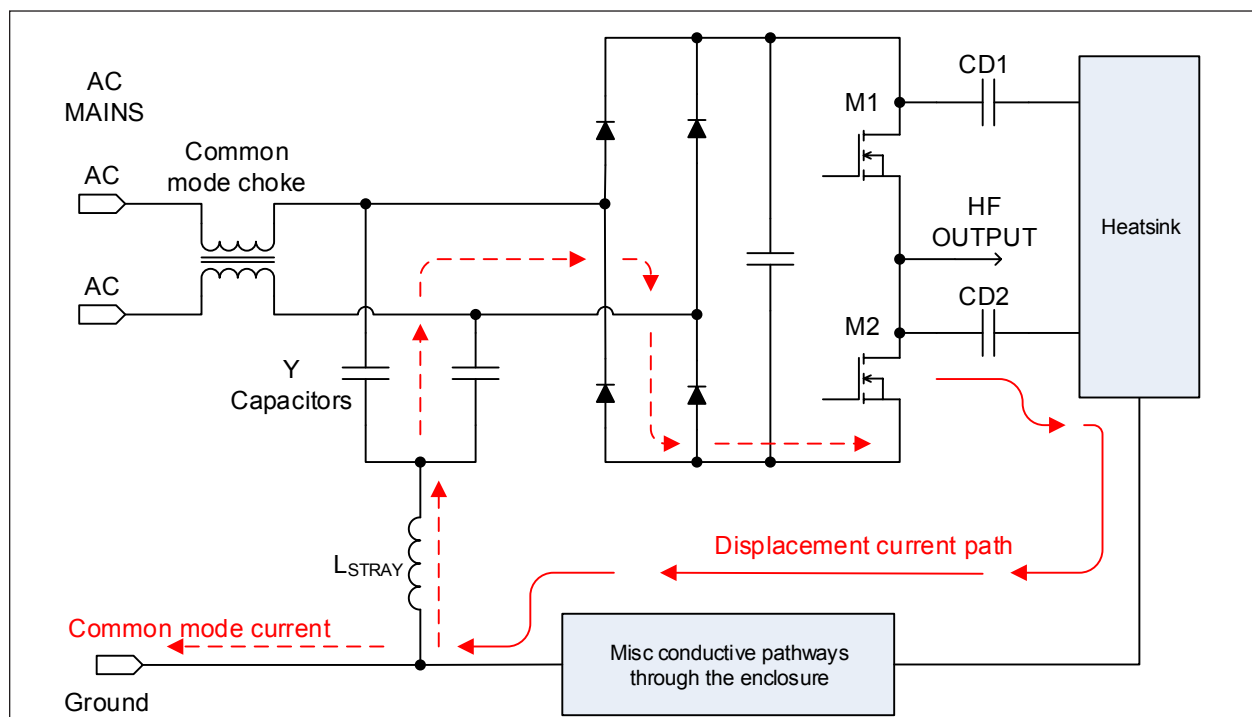 AC
MAINS
AC
Common
mode choke
AC
Y
Capacitors
LSTRAY
Common mode current
Ground
M1
CD1
HF
OUTPUT
CD2
M2
Heatsink
Displacement current path
Misc conductive pathways
through the enclosure